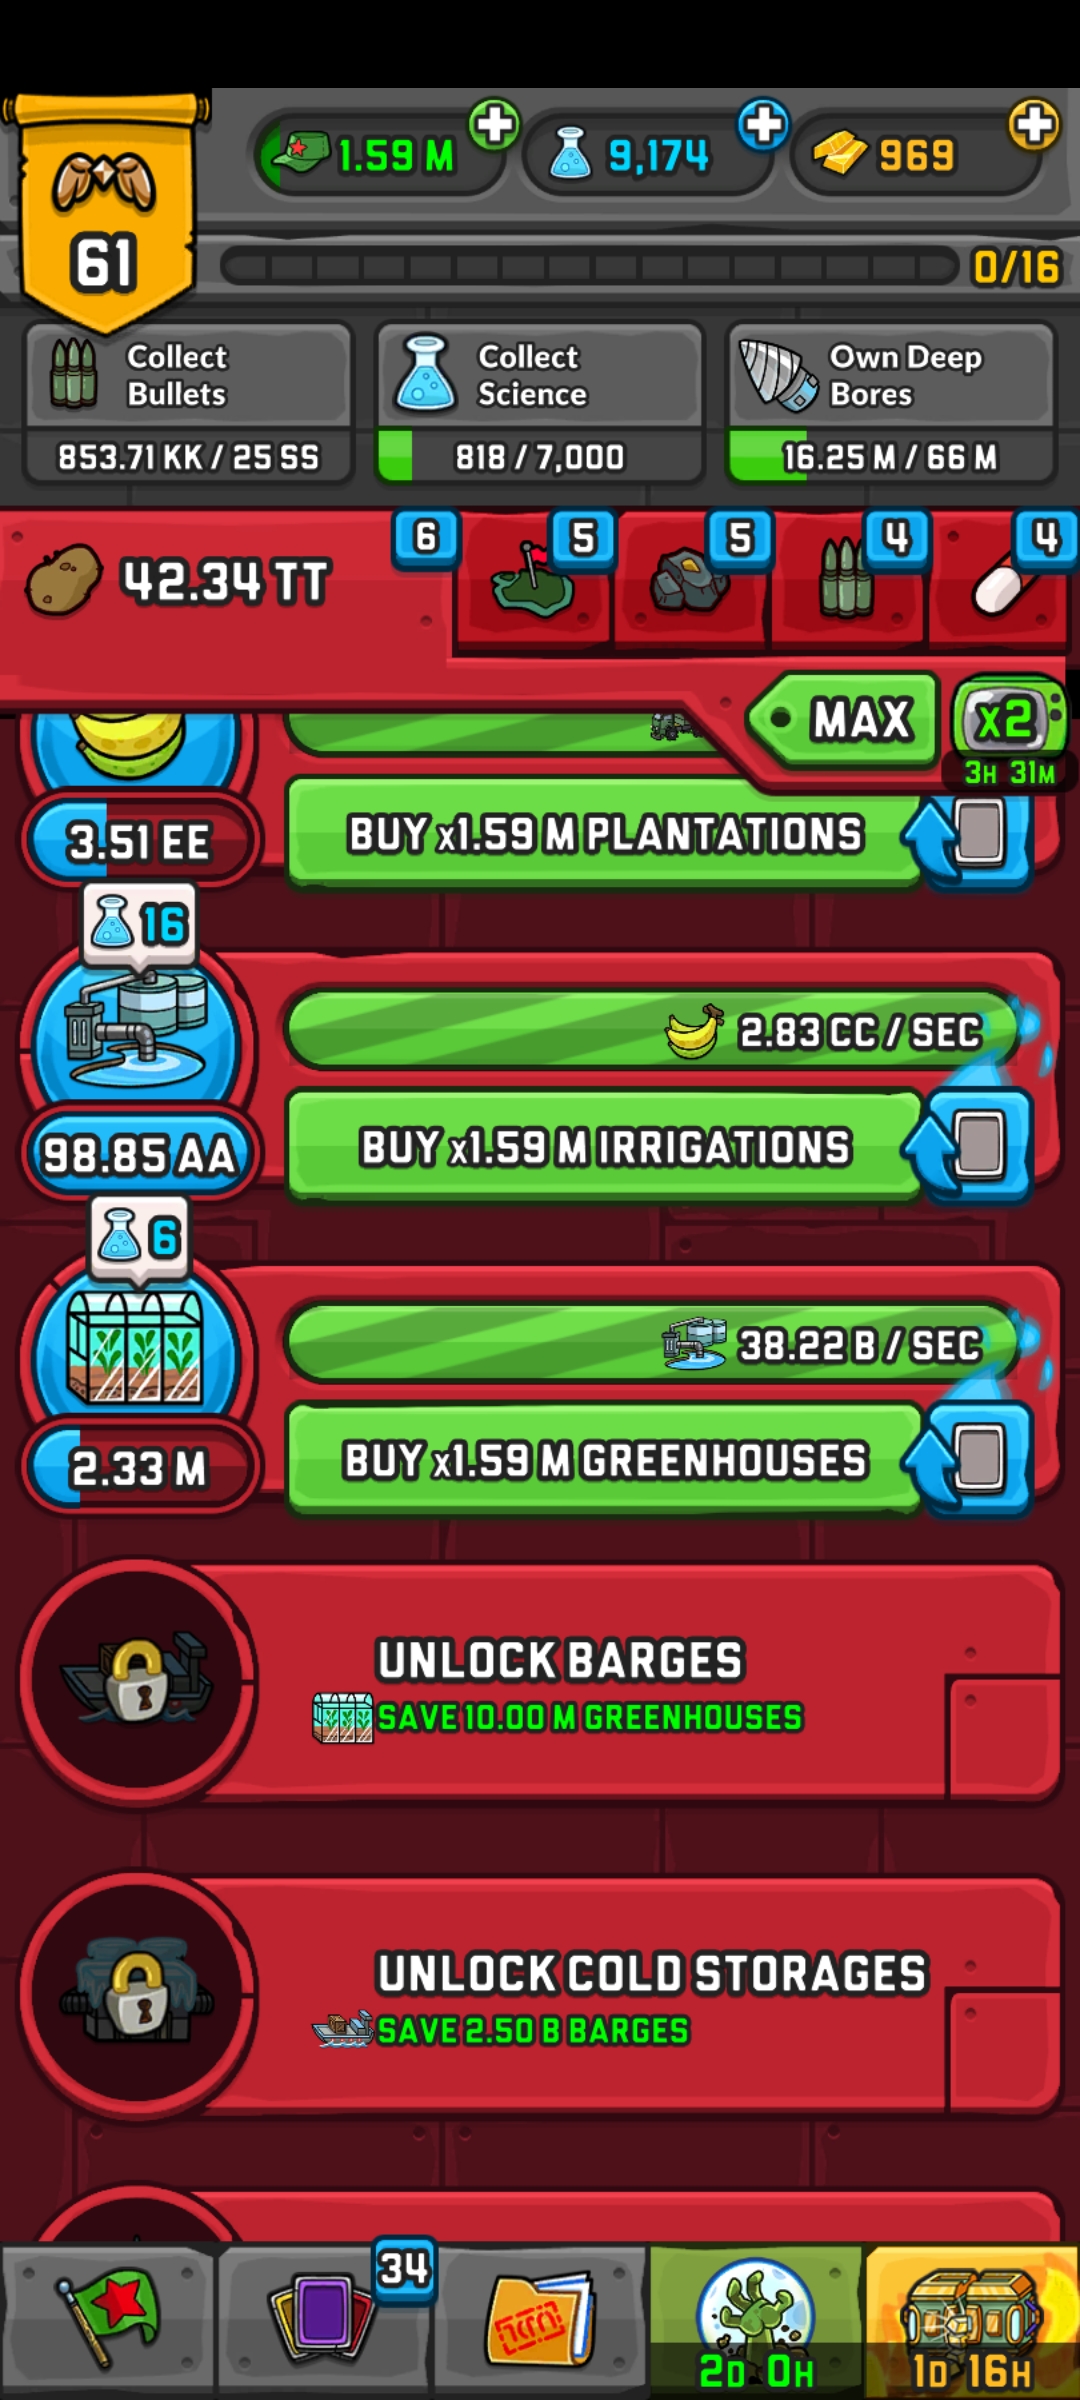 1.59 M
9,174
969
61
0/16
Collect
Bullets
853.71 KK / 25 SS
Collect
Science
818 / 7,000
Own Deep
Bores
16.25 M / 66 M
42.34 TT
6
5
5
4
4
MAX
x2
3H 31M
3.51 EE
BUY x1.59 M PLANTATIONS
16
2.83 CC / SEC
98.85 AA
BUY x1.59 M IRRIGATIONS
6
38.22 B / SEC
2.33 M
BUY x1.59 M GREENHOUSES
UNLOCK BARGES
SAVE 10.00 M GREENHOUSES
UNLOCK COLD STORAGES
SAVE 2.50 B BARGES
34
2D 0H
1D 16H